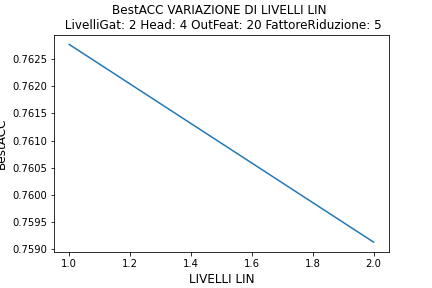 BestACC VARIAZIONE DI LIVELLI LIN
LivelliGat: 2 Head: 4 OutFeat: 20 FattoreRiduzione: 5
0.7625
0.7620
0.7615
0.7610
0.7605
0.7600
0.7595
0.7590
BestACC
1.0 1.2 1.4 1.6 1.8 2.0
LIVELLI LIN